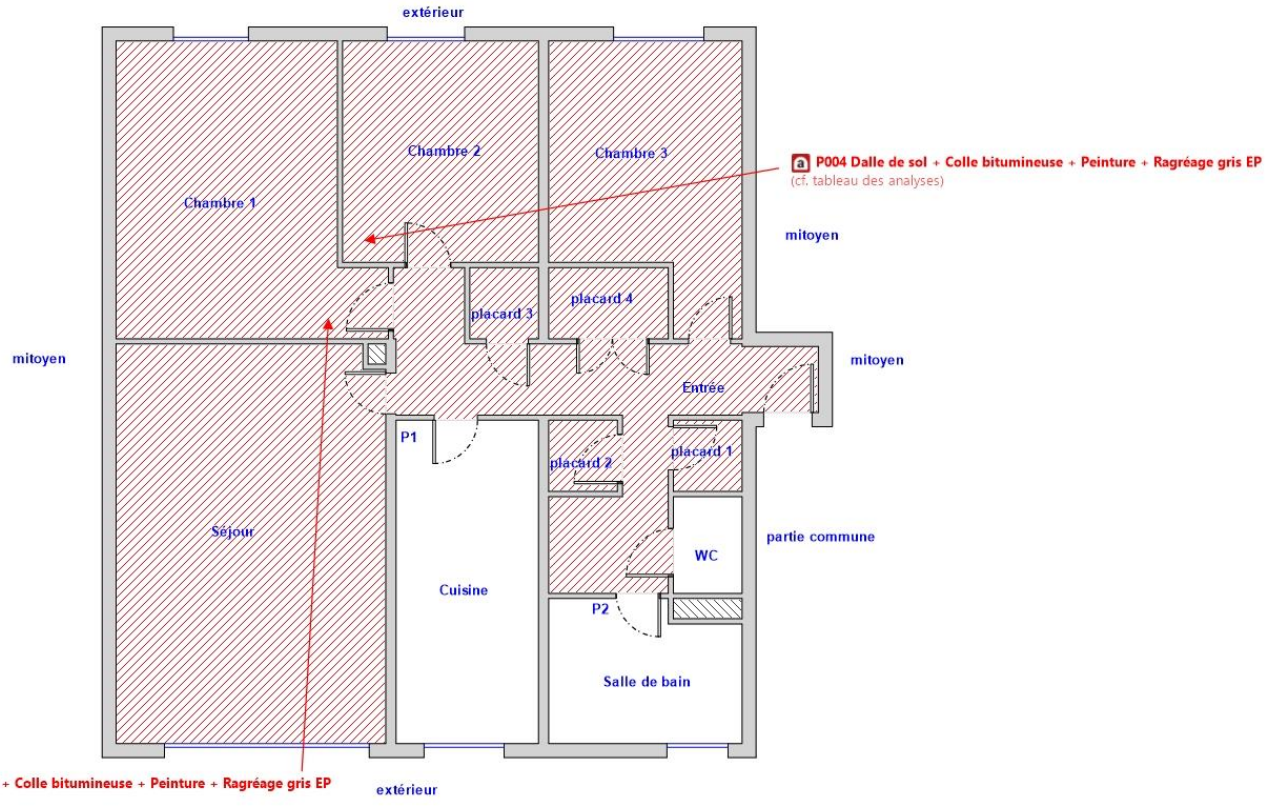 extérieur
Chambre 2
Chambre 3
a P004 Dalle de sol + Colle bitumineuse + Peinture + Ragréage gris EP
(cf. tableau des analyses)
Chambre 1
mitoyen
placard 4
placard 3
mitoyen
mitoyen
Entrée
P1
placard 2
placard 1
Séjour
partie commune
WC
Cuisine
P2
Salle de bain
+ Colle bitumineuse + Peinture + Ragréage gris EP
extérieur